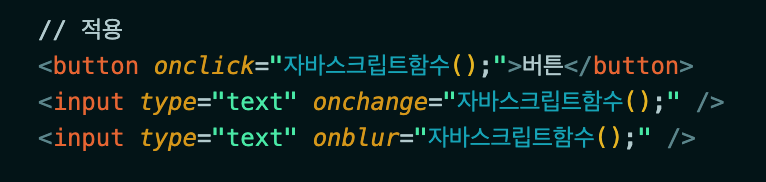 // 적용
<button onclick="자바스크립트함수();">버튼</button>
<input type="text" onchange="자바스크립트함수();" />
<input type="text" onblur="자바스크립트함수();" />